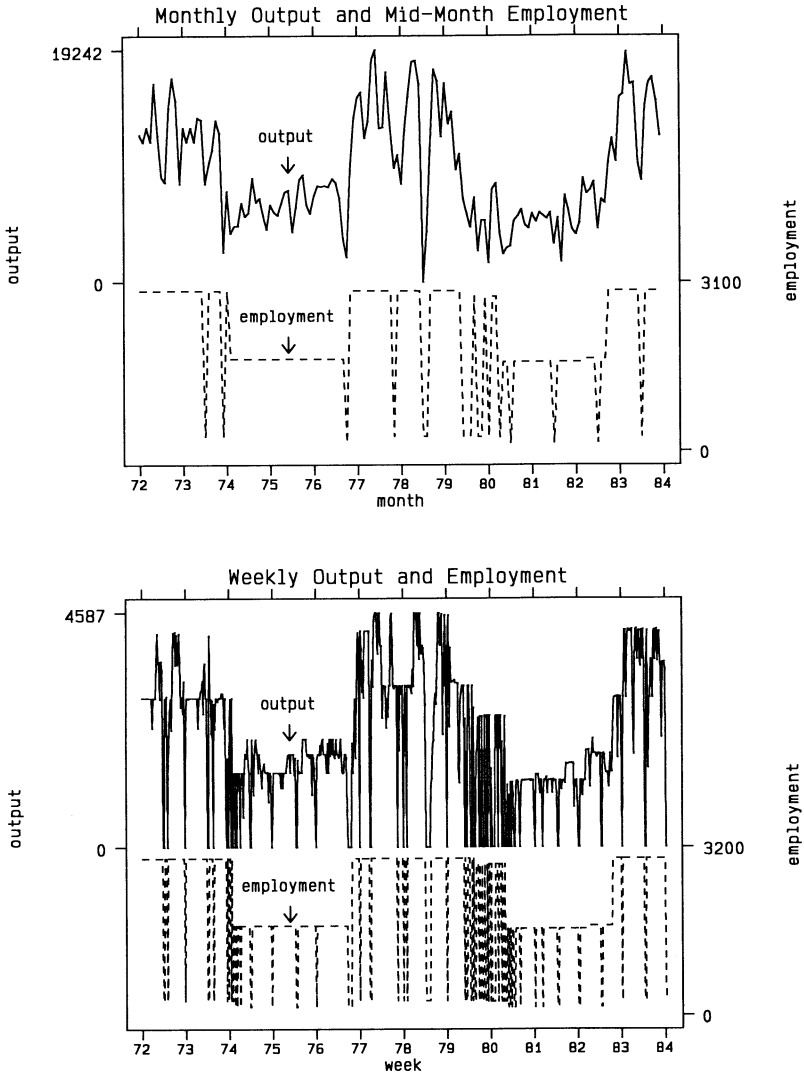 Monthly Output and Mid-Month Employment
19242
output
output
0
employment
3100
employment
0
72 73 74 75 76 77 78 79 80 81 82 83 84
month
Weekly Output and Employment
4587
output
output
0
employment
3200
employment
0
72 73 74 75 76 77 78 79 80 81 82 83 84
week